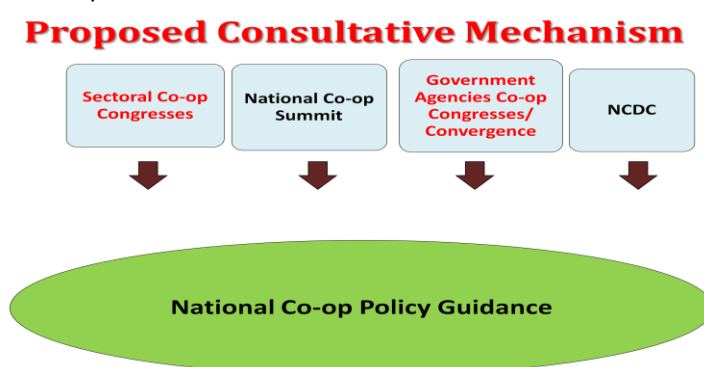 Proposed Consultative Mechanism
Sectoral Co-op
Congresses
National Co-op
Summit
Government
Agencies Co-op
Congresses/
Convergence
NCDC
National Co-op Policy Guidance